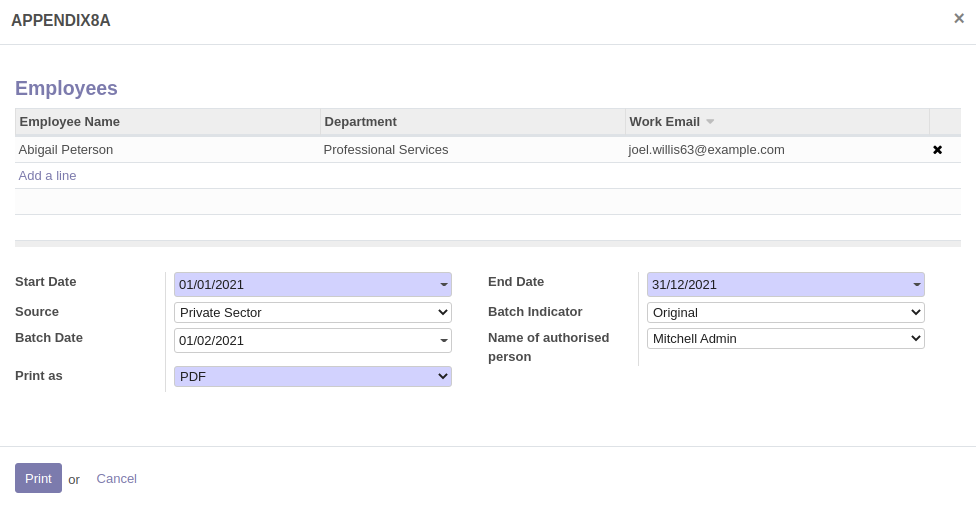 APPENDIX8A ×
Employees
Employee Name Department Work Email
Abigail Peterson Professional Services joel.willis63@example.com ✖
Add a line
Start Date 01/01/2021 End Date 31/12/2021
Source Private Sector Batch Indicator Original
Batch Date 01/02/2021 Name of authorised person Mitchell Admin
Print as PDF
Print or Cancel